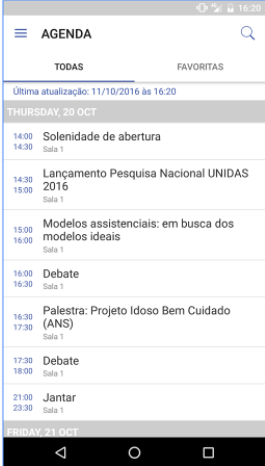 16:20
AGENDA
TODAS
FAVORITAS
Última atualização: 11/10/2016 às 16:20
THURSDAY, 20 OCT
14:00
14:30
Solenidade de abertura
Sala 1
14:30
15:00
Lançamento Pesquisa Nacional UNIDAS
2016
Sala 1
15:00
16:00
Modelos assistenciais: em busca dos
modelos ideais
Sala 1
16:00
16:30
Debate
Sala 1
16:30
17:30
Palestra: Projeto Idoso Bem Cuidado
(ANS)
Sala 1
17:30
18:00
Debate
Sala 1
21:00
23:30
Jantar
Sala 1
FRIDAY, 21 OCT